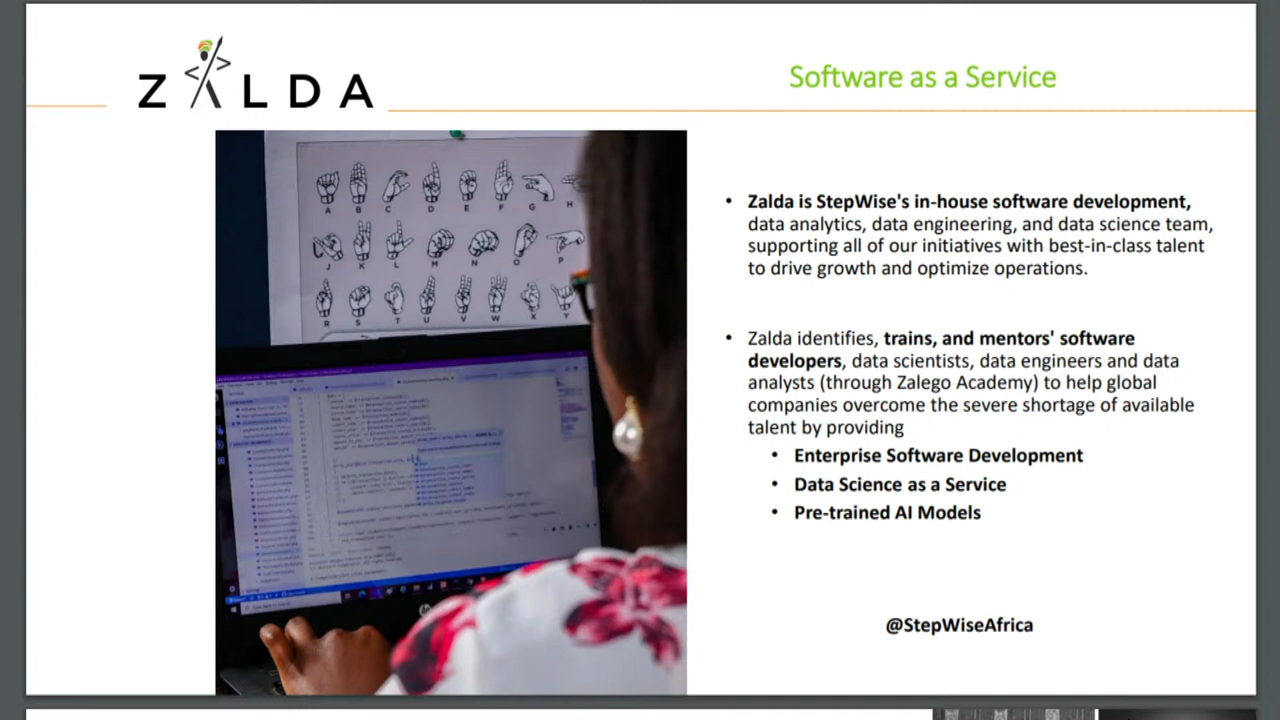 ZALDA
Software as a Service
A B C D E F G H
J K L M N O P
R S T U V W X Y
• Zalda is StepWise's in-house software development,
data analytics, data engineering, and data science team,
supporting all of our initiatives with best-in-class talent
to drive growth and optimize operations.
• Zalda identifies, trains, and mentors' software
developers, data scientists, data engineers and data
analysts (through Zalego Academy) to help global
companies overcome the severe shortage of available
talent by providing
• Enterprise Software Development
• Data Science as a Service
• Pre-trained AI Models
@StepWiseAfrica